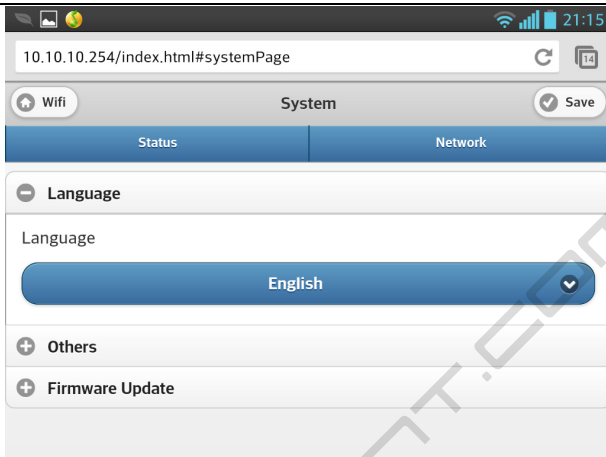 21:15
10.10.10.254/index.html#systemPage
14
Wifi System Save
Status Network
Language
Language
English
Others
Firmware Update